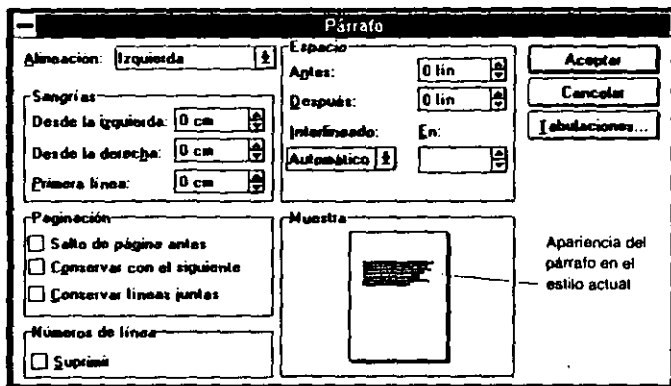 Párrafo
Alineación: Izquierda
Sangrías
Desde la izquierda: 0 cm
Desde la derecha: 0 cm
Primera línea: 0 cm
Espacio
Antes: 0 lín
Después: 0 lín
Interlineado: En:
Automático
Aceptar
Cancelar
Tabulaciones...
Paginación
Salto de página antes
Conservar con el siguiente
Conservar líneas juntas
Números de línea
Suprimir
Muestra
Apariencia del
párrafo en el
estilo actual